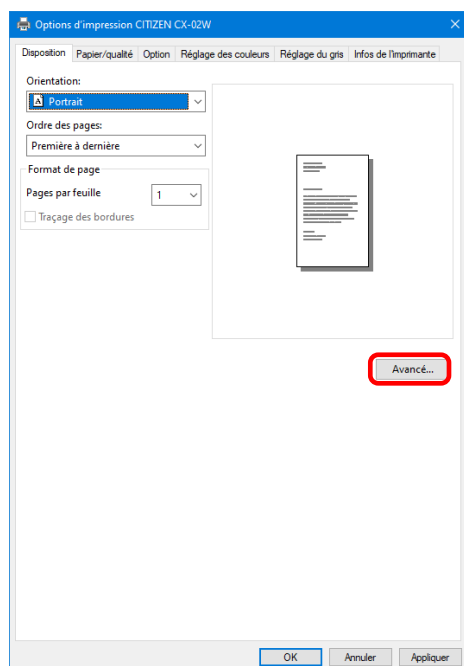 Options d'impression CITIZEN CX-02W
Disposition Papier/qualité Option Réglage des couleurs Réglage du gris Infos de l'imprimante
Orientation:
A Portrait
Ordre des pages:
Première à dernière
Format de page
Pages par feuille 1
Traçage des bordures
Avancé...
OK Annuler Appliquer